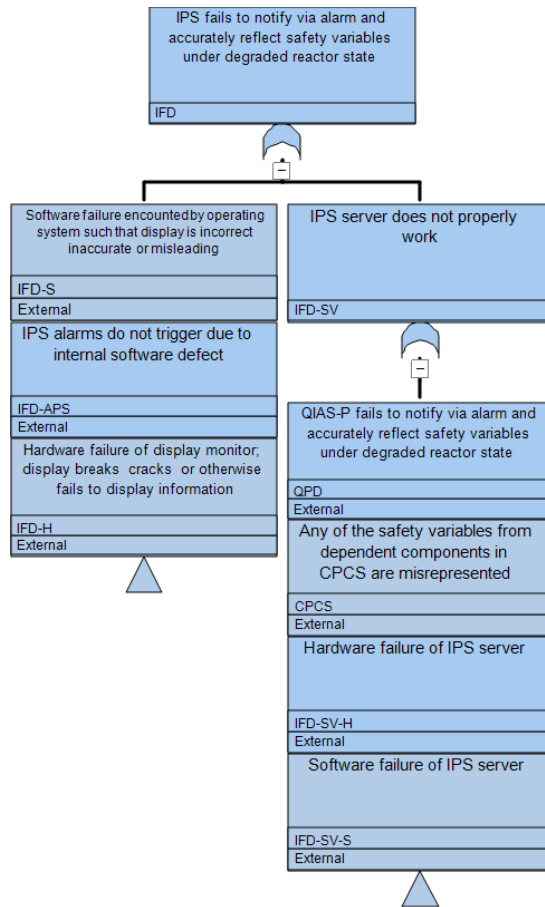 IPS fails to notify via alarm and
accurately reflect safety variables
under degraded reactor state
IFD
Software failure encounted by operating
system such that display is incorrect
inaccurate or misleading
IFD-S
External
IPS alarms do not trigger due to
internal software defect
IFD-APS
External
Hardware failure of display monitor;
display breaks cracks or otherwise
fails to display information
IFD-H
External
IPS server does not properly
work
IFD-SV
QIAS-P fails to notify via alarm and
accurately reflect safety variables
under degraded reactor state
QPD
External
Any of the safety variables from
dependent components in
CPCS are misrepresented
CPCS
External
Hardware failure of IPS server
IFD-SV-H
External
Software failure of IPS server
IFD-SV-S
External